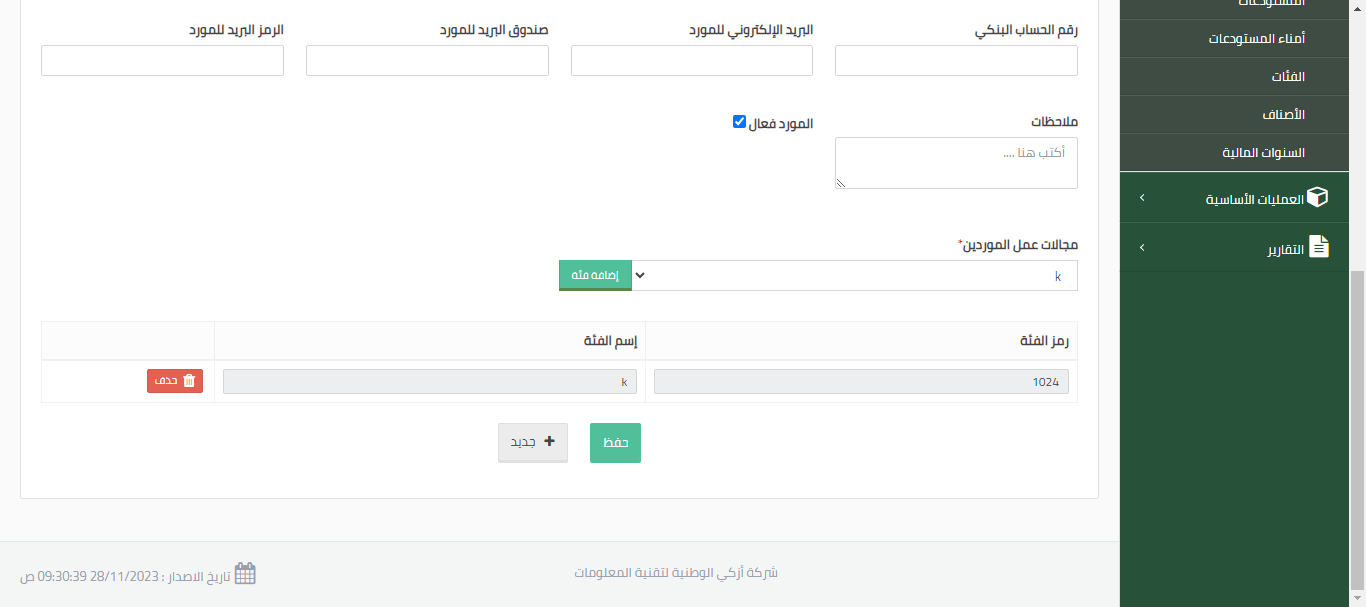 المستودعات
أمناء المستودعات
الفئات
الأصناف
السنوات المالية
العمليات الأساسية
التقارير
رقم الحساب البنكي
البريد الإلكتروني للمورد
صندوق البريد للمورد
الرمز البريد للمورد
ملاحظات
المورد فعال
أكتب هنا ....
مجالات عمل الموردين*
k
إضافة فئة
رمز الفئة
إسم الفئة
1024
k
حذف
حفظ
جديد
شركة أركي الوطنية لتقنية المعلومات
تاريخ الاصدار : 28/11/2023 09:30:39 ص